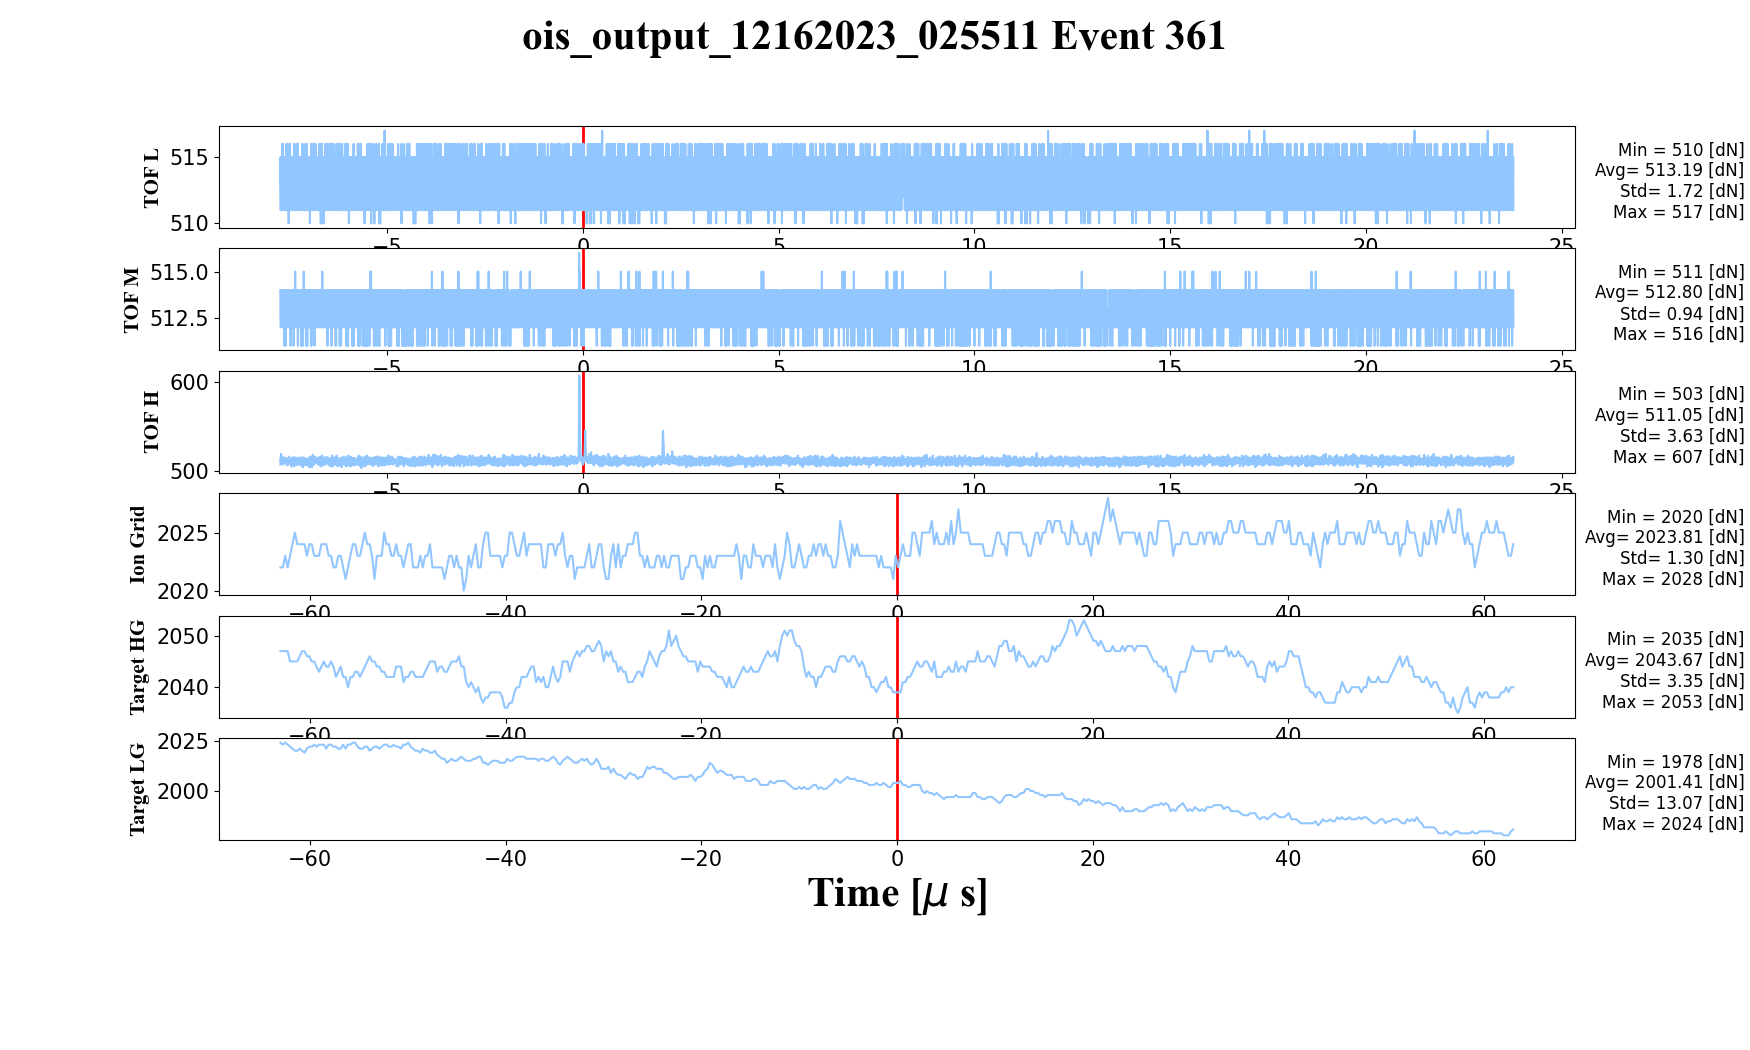 ois_output_12162023_025511 Event 361
TOF L
515
510
−5
0
5
10
15
20
25
Min = 510 [dN]
Avg= 513.19 [dN]
Std= 1.72 [dN]
Max = 517 [dN]
TOF M
515.0
512.5
−5
0
5
10
15
20
25
Min = 511 [dN]
Avg= 512.80 [dN]
Std= 0.94 [dN]
Max = 516 [dN]
TOF H
600
500
−5
0
5
10
15
20
25
Min = 503 [dN]
Avg= 511.05 [dN]
Std= 3.63 [dN]
Max = 607 [dN]
Ion Grid
2025
2020
−60
−40
−20
0
20
40
60
Min = 2020 [dN]
Avg= 2023.81 [dN]
Std= 1.30 [dN]
Max = 2028 [dN]
Target HG
2050
2040
−60
−40
−20
0
20
40
60
Min = 2035 [dN]
Avg= 2043.67 [dN]
Std= 3.35 [dN]
Max = 2053 [dN]
Target LG
2025
2000
−60
−40
−20
0
20
40
60
Min = 1978 [dN]
Avg= 2001.41 [dN]
Std= 13.07 [dN]
Max = 2024 [dN]
Time [μ s]